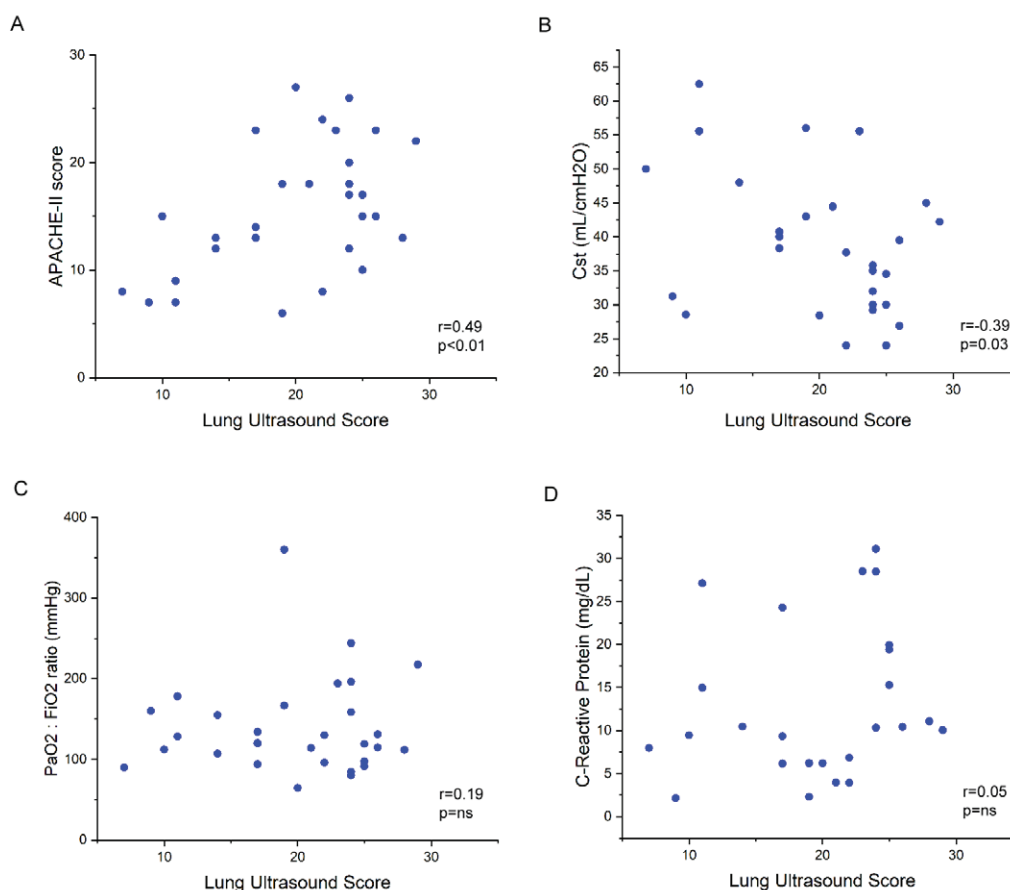 A
30
20
10
0
APACHE-II score
r=0.49
p<0.01
10 20 30
Lung Ultrasound Score
B
65
60
55
50
45
40
35
30
25
20
Cst (mL/cmH2O)
r=-0.39
p=0.03
10 20 30
Lung Ultrasound Score
C
400
300
200
100
0
PaO2 : FiO2 ratio (mmHg)
r=0.19
p=ns
10 20 30
Lung Ultrasound Score
D
35
30
25
20
15
10
5
0
C-Reactive Protein (mg/dL)
r=0.05
p=ns
10 20 30
Lung Ultrasound Score